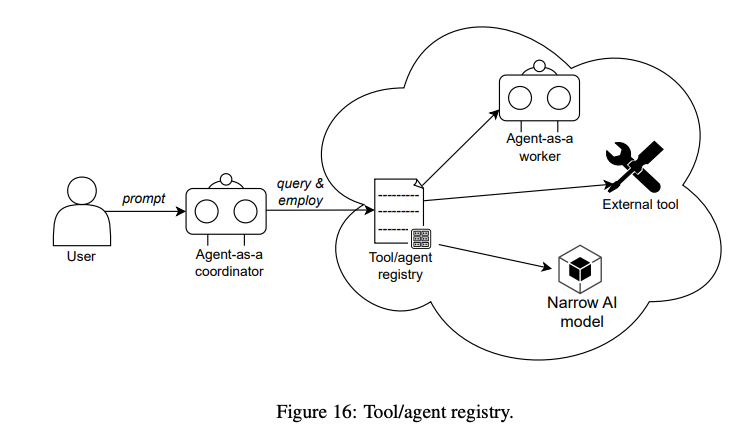 prompt
query &
employ
User
Agent-as-a
coordinator
Tool/agent
registry
Agent-as-a
worker
External tool
Narrow AI
model
Figure 16: Tool/agent registry.